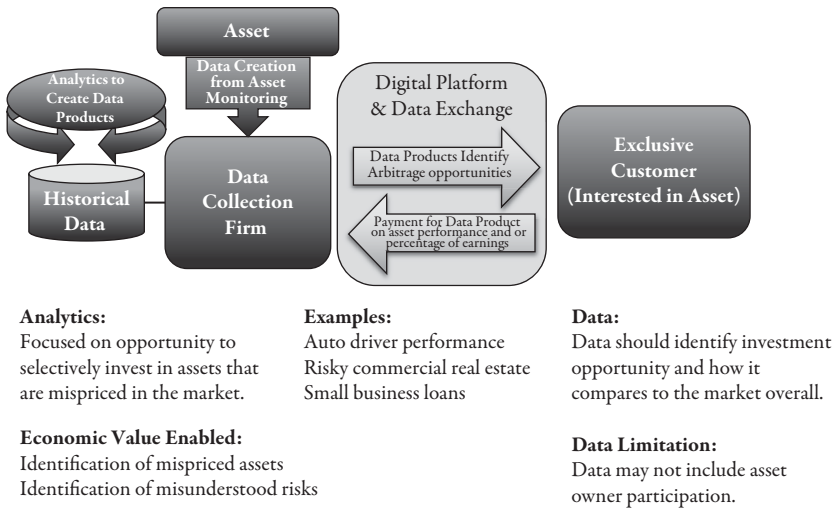 Asset
Analytics to
Create Data
Products
Data Creation
from Asset
Monitoring
Digital Platform
& Data Exchange
Historical
Data
Data
Collection
Firm
Data Products Identify
Arbitrage opportunities
Payment for Data Product
on asset performance and or
percentage of earnings
Exclusive
Customer
(Interested in Asset)
Analytics:
Focused on opportunity to
selectively invest in assets that
are mispriced in the market.
Economic Value Enabled:
Identification of mispriced assets
Identification of misunderstood risks
Examples:
Auto driver performance
Risky commercial real estate
Small business loans
Data:
Data should identify investment
opportunity and how it
compares to the market overall.
Data Limitation:
Data may not include asset
owner participation.